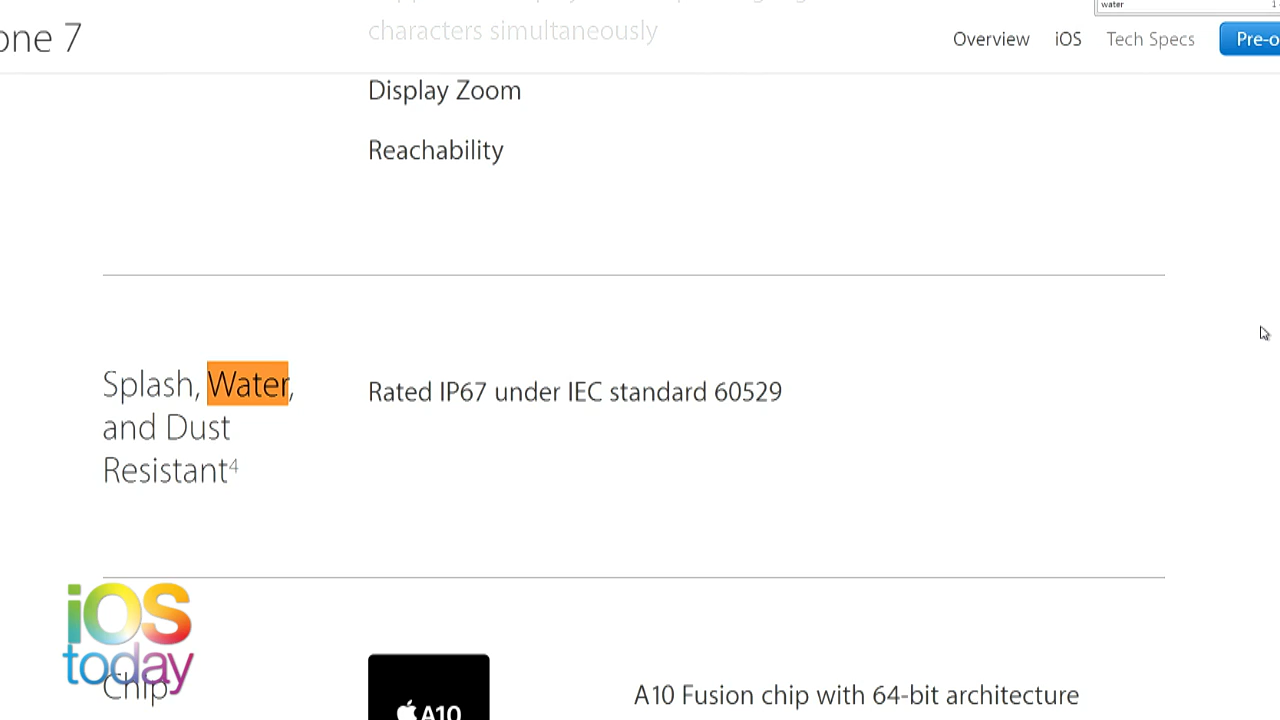 water
1
one 7
Overview
iOS
Tech Specs
Pre-o
characters simultaneously
Display Zoom
Reachability
Splash, Water,
and Dust
Resistant4
Rated IP67 under IEC standard 60529
iOS
today
Chip
A10
A10 Fusion chip with 64-bit architecture